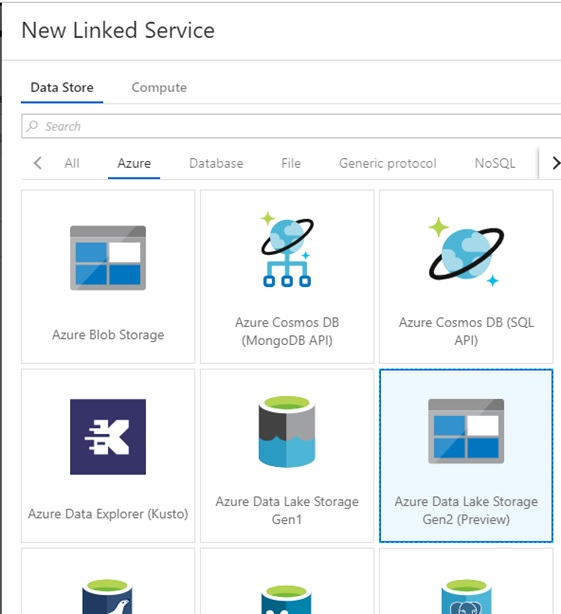 New Linked Service
Data Store Compute
Search
All Azure Database File Generic protocol NoSQL
Azure Blob Storage
Azure Cosmos DB
(MongoDB API)
Azure Cosmos DB (SQL
API)
Azure Data Explorer (Kusto)
Azure Data Lake Storage
Gen1
Azure Data Lake Storage
Gen2 (Preview)